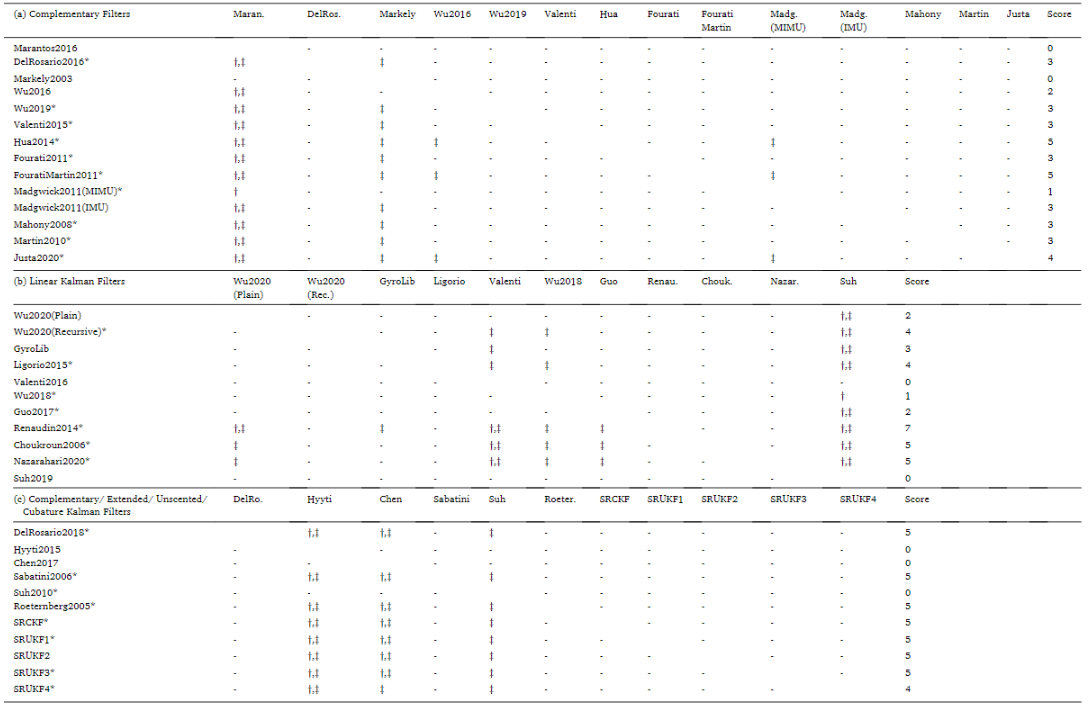 (a) Complementary Filters Maran. DelRos. Markely Wu2016 Wu2019 Valenti Hua Fourati Fourati Martin Madg. (MIMU) Madg. (IMU) Mahony Martin Justa Score
Marantos2016 - - - - - - - - - - - - - 0
DelRosario2016* †,‡ ‡ - - - - - - - - - - - 3
Markely2003 - - - - - - - - - - - - - 0
Wu2016 †,‡ - - - - - - - - - - - - 2
Wu2019* †,‡ - ‡ - - - - - - - - - - 3
Valenti2015* †,‡ - ‡ - - - - - - - - - - 3
Hua2014* †,‡ - ‡ ‡ - - - - ‡ - - - - 5
Fourati2011* †,‡ - ‡ - - - - - - - - - - 3
FouratiMartin2011* †,‡ - ‡ ‡ - - - - ‡ - - - - 5
Madgwick2011(MIMU)* † - - - - - - - - - - - - 1
Madgwick2011(IMU) †,‡ - ‡ - - - - - - - - - - 3
Mahony2008* †,‡ - ‡ - - - - - - - - - - 3
Martin2010* †,‡ - ‡ - - - - - - - - - - 3
Justa2020* †,‡ - ‡ ‡ - - - - - ‡ - - - 4
(b) Linear Kalman Filters Wu2020 (Plain) Wu2020 (Rec.) GyroLib Ligorio Valenti Wu2018 Guo Renau. Chouk. Nazar. Suh Score
Wu2020(Plain) - - - - - - - - - †,‡ 2
Wu2020(Recursive)* - - - ‡ ‡ - - - - †,‡ 4
GyroLib - - - ‡ - - - - - †,‡ 3
Ligorio2015* - - - ‡ ‡ - - - - †,‡ 4
Valenti2016 - - - - - - - - - - 0
Wu2018* - - - - - - - - - † 1
Guo2017* - - - - - - - - - †,‡ 2
Renaudin2014* †,‡ - ‡ - †,‡ ‡ ‡ - - †,‡ 7
Choukroun2006* ‡ - - - †,‡ ‡ ‡ - - †,‡ 5
Nazarahari2020* ‡ - - - †,‡ ‡ ‡ - - †,‡ 5
Suh2019 - - - - - - - - - - 0
(c) Complementary/ Extended/ Unscented/ DelRo. Hyyti Chen Sabatini Suh Roeter. SRCKF SRUKF1 SRUKF2 SRUKF3 SRUKF4 Score
Cubature Kalman Filters
DelRosario2018* †,‡ †,‡ - ‡ - - - - - - 5
Hyyti2015 - - - - - - - - - - 0
Chen2017 - - - - - - - - - - 0
Sabatini2006* - †,‡ †,‡ ‡ - - - - - - 5
Suh2010* - - - - - - - - - - 0
Roeternberg2005* - †,‡ †,‡ - ‡ - - - - - 5
SRCKF* - †,‡ †,‡ - ‡ - - - - - 5
SRUKF1* - †,‡ †,‡ - ‡ - - - - - 5
SRUKF2 - †,‡ †,‡ - ‡ - - - - - 5
SRUKF3* - †,‡ †,‡ - ‡ - - - - - 5
SRUKF4* - †,‡ ‡ - ‡ - - - - - 4